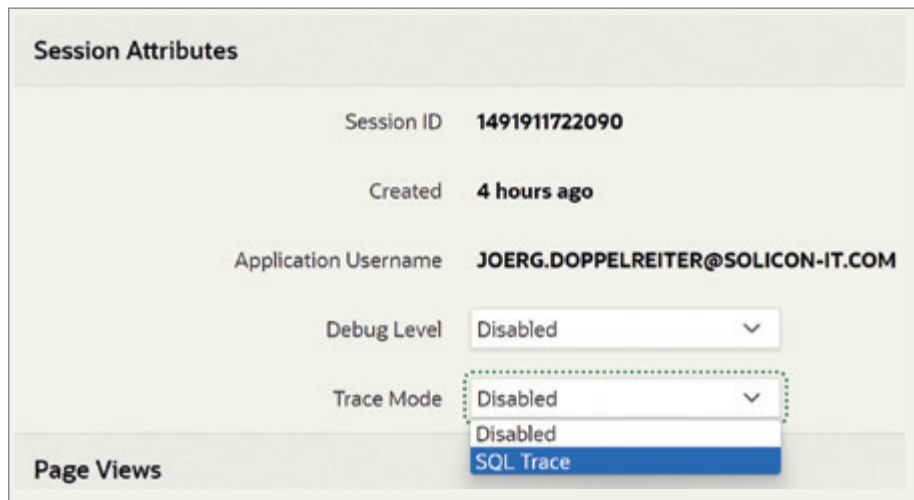 Session Attributes
Session ID 1491911722090
Created 4 hours ago
Application Username JOERG.DOPPELREITER@SOLICON-IT.COM
Debug Level Disabled
Trace Mode Disabled
Disabled
SQL Trace
Page Views